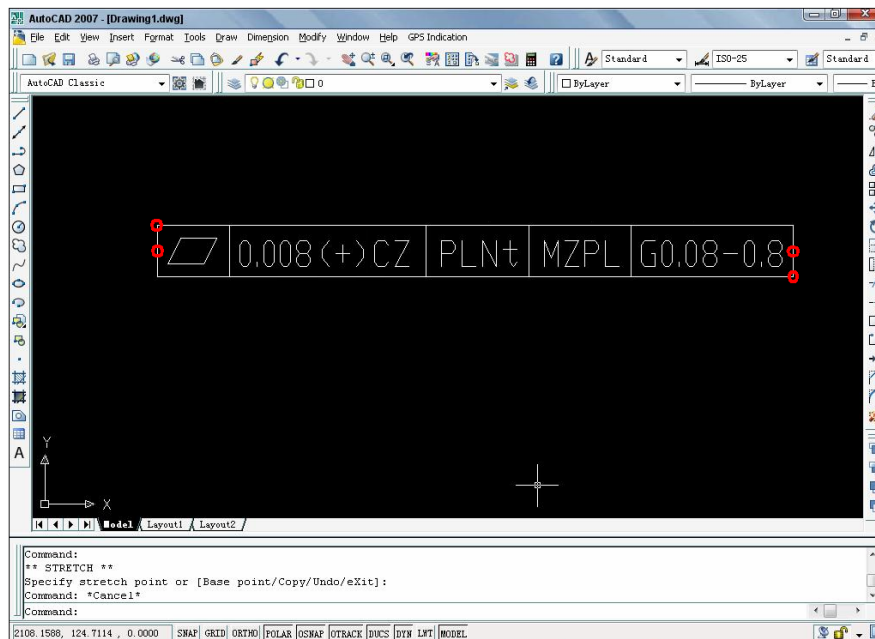 AutoCAD 2007 - [Drawing1.dwg]
File Edit View Insert Format Tools Draw Dimension Modify Window Help GPS Indication
Standard ISO-25 Standard
AutoCAD Classic 0 ByLayer ByLayer
0.008(+)CZ PLNt MZPL G0.08-0.8
Y
A
X
Model Layout1 Layout2
Command:
** STRETCH **
Specify stretch point or [Base point/Copy/Undo/eXit]:
Command: *Cancel*
Command:
2108.1588, 124.7114 , 0.0000 SNAP GRID ORTHO POLAR OSNAP OTRACK DUCS DYN LWT MODEL